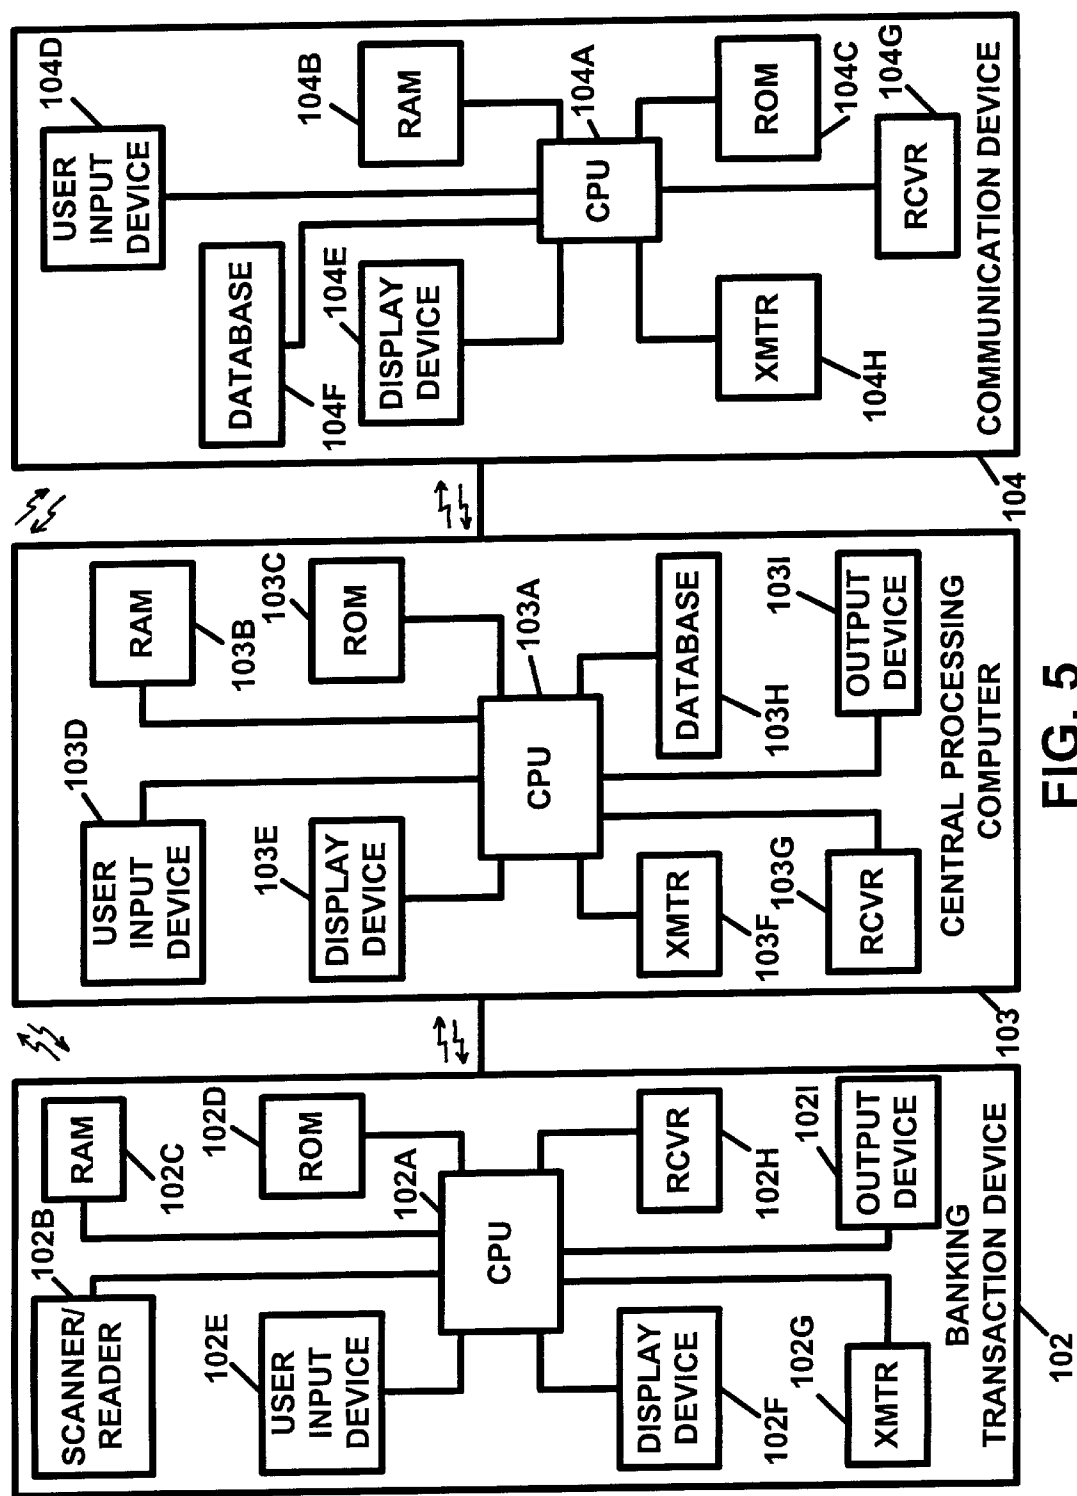 102B
SCANNER/
READER
RAM
102C
102E
USER
INPUT
DEVICE
102D
ROM
102A
CPU
DISPLAY
DEVICE
102F
RCVR
102H
102G
XMTR
102I
OUTPUT
DEVICE
BANKING
TRANSACTION DEVICE
102
103D
USER
INPUT
DEVICE
RAM
103B
103E
DISPLAY
DEVICE
103C
ROM
103A
CPU
XMTR
103F
DATABASE
103H
103G
RCVR
103I
OUTPUT
DEVICE
CENTRAL PROCESSING
COMPUTER
103
104D
USER
INPUT
DEVICE
DATABASE
104F
104B
RAM
104E
DISPLAY
DEVICE
104A
CPU
XMTR
104H
ROM
104C
104G
RCVR
COMMUNICATION DEVICE
104
FIG. 5